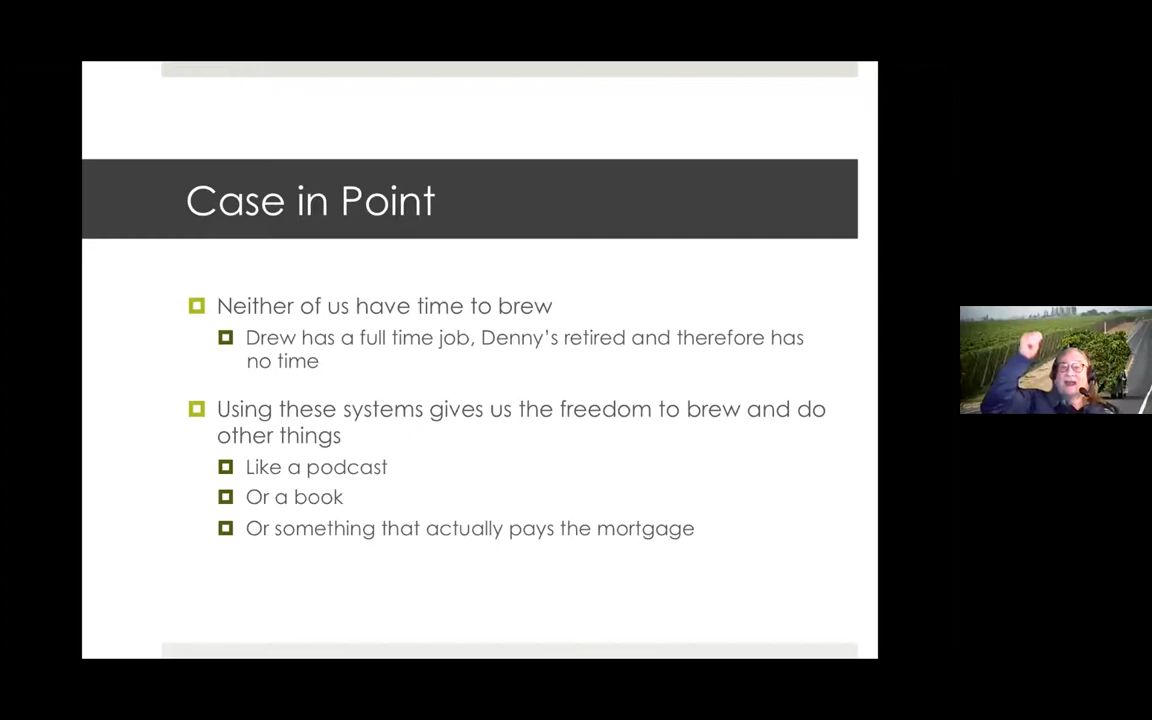 Case in Point
Neither of us have time to brew
Drew has a full time job, Denny's retired and therefore has
no time
Using these systems gives us the freedom to brew and do
other things
Like a podcast
Or a book
Or something that actually pays the mortgage